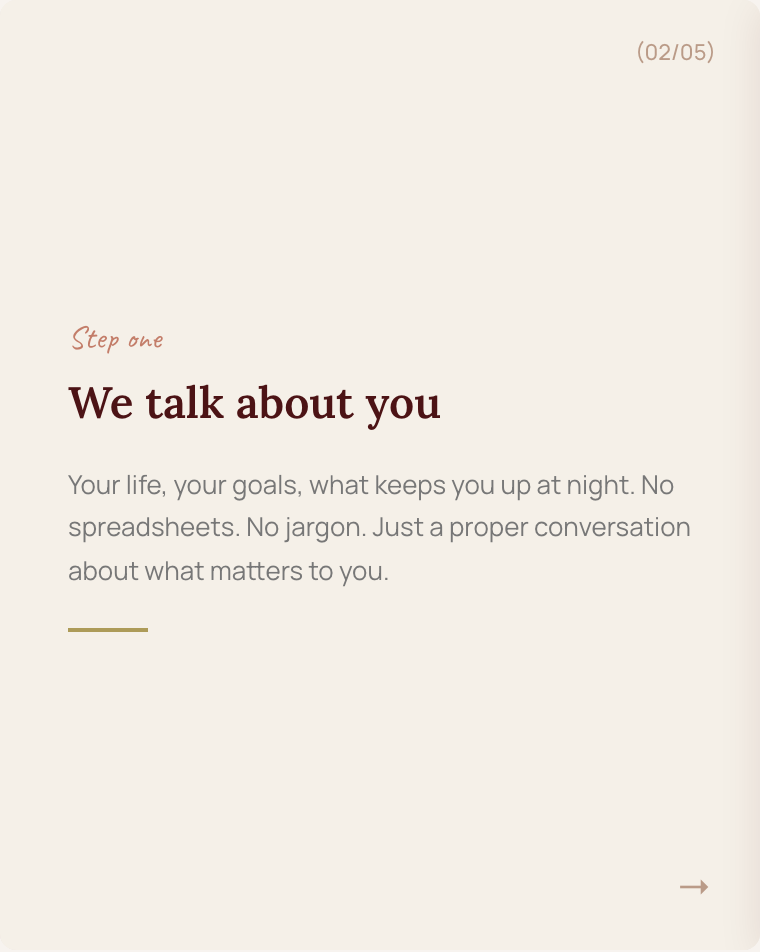 (02/05)
Step one
We talk about you
Your life, your goals, what keeps you up at night. No
spreadsheets. No jargon. Just a proper conversation
about what matters to you.